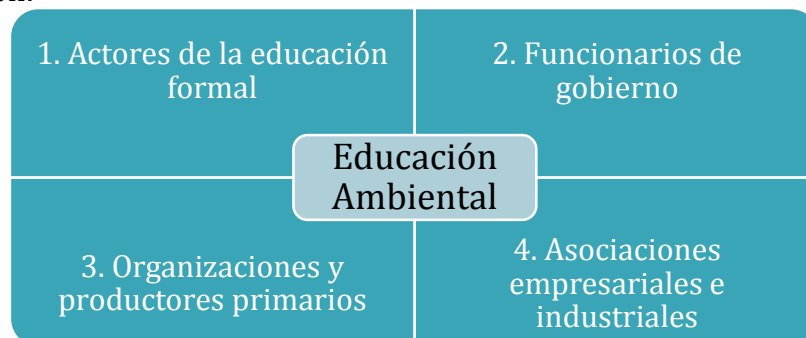 1. Actores de la educación
formal
2. Funcionarios de
gobierno
Educación
Ambiental
3. Organizaciones y
productores primarios
4. Asociaciones
empresariales e
industriales